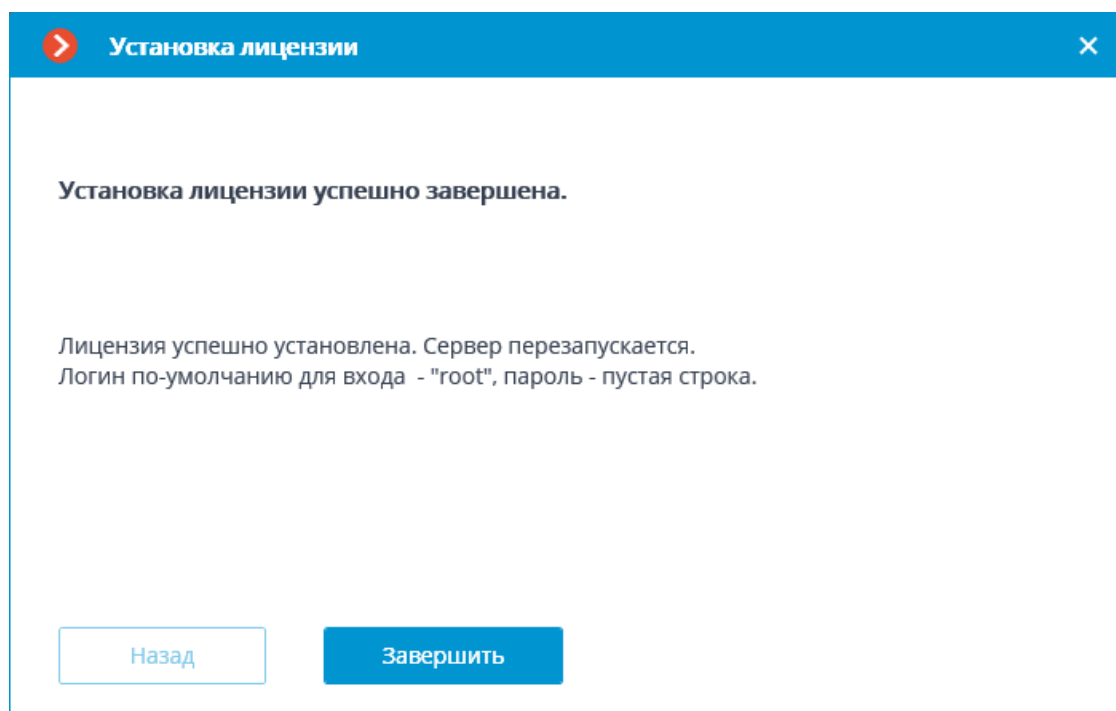 Установка лицензии
Установка лицензии успешно завершена.
Лицензия успешно установлена. Сервер перезапускается.
Логин по-умолчанию для входа - "root", пароль - пустая строка.
Назад
Завершить